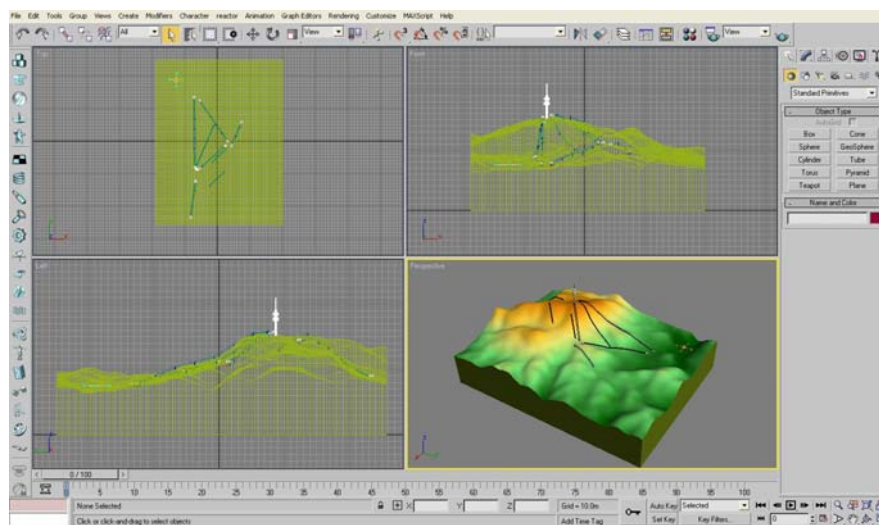 File Edit Tools Group Views Create Modifiers Character reactor Animation Graph Editors Rendering Customize MAXScript Help
All View View
Top
Front
Left
Perspective
Standard Primitives
Object Type
AutoGrid
Box Cone
Sphere GeoSphere
Cylinder Tube
Torus Pyramid
Teapot Plane
Name and Color
0 / 100
0 5 10 15 20 25 30 35 40 45 50 55 60 65 70 75 80 85 90 95 100
None Selected X: Y: Z: Grid = 10.0m Auto Key Selected
Click or click-and-drag to select objects Add Time Tag Set Key Key Filters... 0